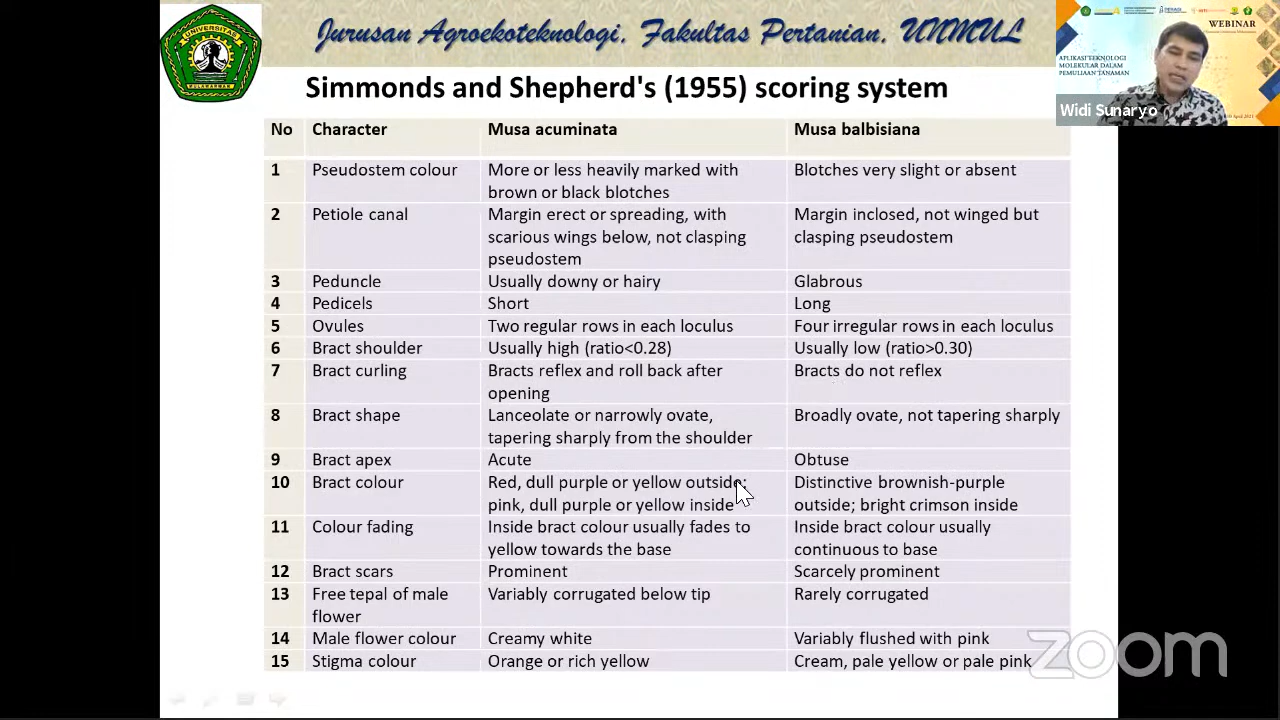 Jurusan Agroekoteknologi, Fakultas Pertanian, UNMUL
UNIVERSITAS
MULAWARMAN
WEBINAR
APLIKASI TEKNOLOGI
MOLEKULAR DALAM
PEMULIAAN TANAMAN
Widi Sunaryo
Simmonds and Shepherd's (1955) scoring system
No Character Musa acuminata Musa balbisiana
1 Pseudostem colour More or less heavily marked with Blotches very slight or absent
brown or black blotches
2 Petiole canal Margin erect or spreading, with Margin inclosed, not winged but
scarious wings below, not clasping clasping pseudostem
pseudostem
3 Peduncle Usually downy or hairy Glabrous
4 Pedicels Short Long
5 Ovules Two regular rows in each loculus Four irregular rows in each loculus
6 Bract shoulder Usually high (ratio<0.28) Usually low (ratio>0.30)
7 Bract curling Bracts reflex and roll back after Bracts do not reflex
opening
8 Bract shape Lanceolate or narrowly ovate, Broadly ovate, not tapering sharply
tapering sharply from the shoulder
9 Bract apex Acute Obtuse
10 Bract colour Red, dull purple or yellow outside; Distinctive brownish-purple
pink, dull purple or yellow inside outside; bright crimson inside
11 Colour fading Inside bract colour usually fades to Inside bract colour usually
yellow towards the base continuous to base
12 Bract scars Prominent Scarcely prominent
13 Free tepal of male Variably corrugated below tip Rarely corrugated
flower
14 Male flower colour Creamy white Variably flushed with pink
15 Stigma colour Orange or rich yellow Cream, pale yellow or pale pink
zoom